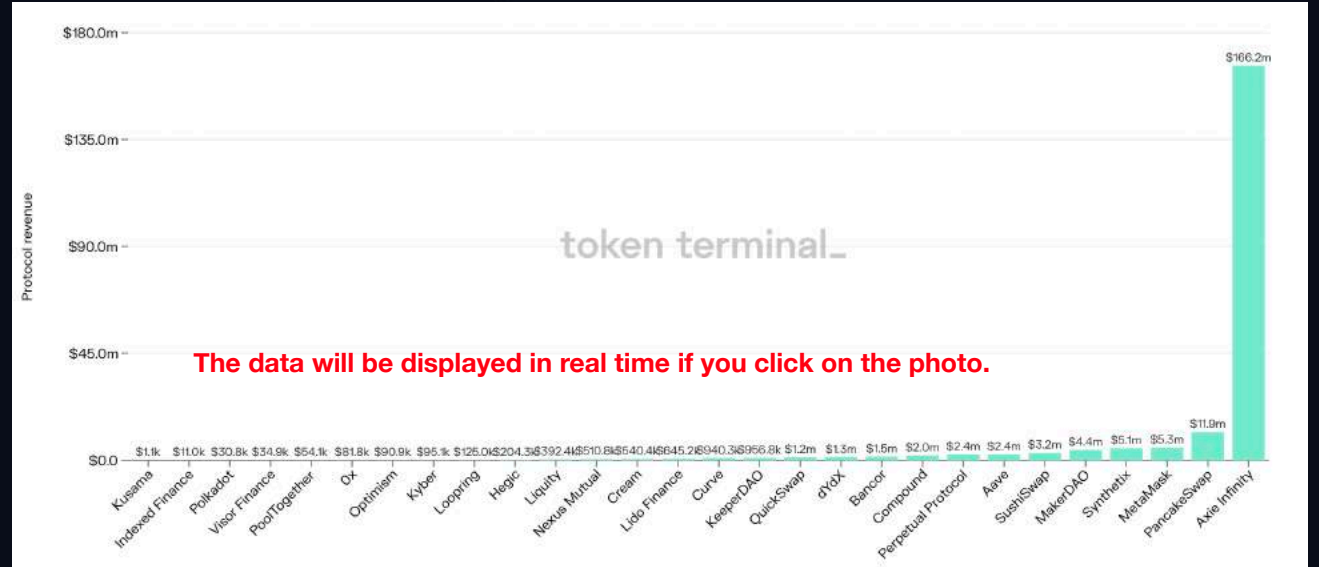 $180.0m
$166.2m
$135.0m
Protocol revenue
$90.0m
token terminal_
$45.0m
The data will be displayed in real time if you click on the photo.
$11.9m
$0.0
$1.1k $11.0k $30.8k $34.9k $54.1k $81.8k $90.9k $95.1k $125.0k $204.3k $392.4k $510.8k $540.4k $645.2k $940.3k $956.8k $1.2m $1.3m $1.5m $2.0m $2.4m $2.4m $3.2m $4.4m $5.1m $5.3m
Kusama
Indexed Finance
Polkadot
Visor Finance
PoolTogether
0x
Optimism
Kyber
Loopring
Hegic
Liquity
Nexus Mutual
Cream
Lido Finance
Curve
KeeperDAO
QuickSwap
dYdX
Bancor
Compound
Perpetual Protocol
Aave
SushiSwap
MakerDAO
Synthetix
MetaMask
PancakeSwap
Axie Infinity